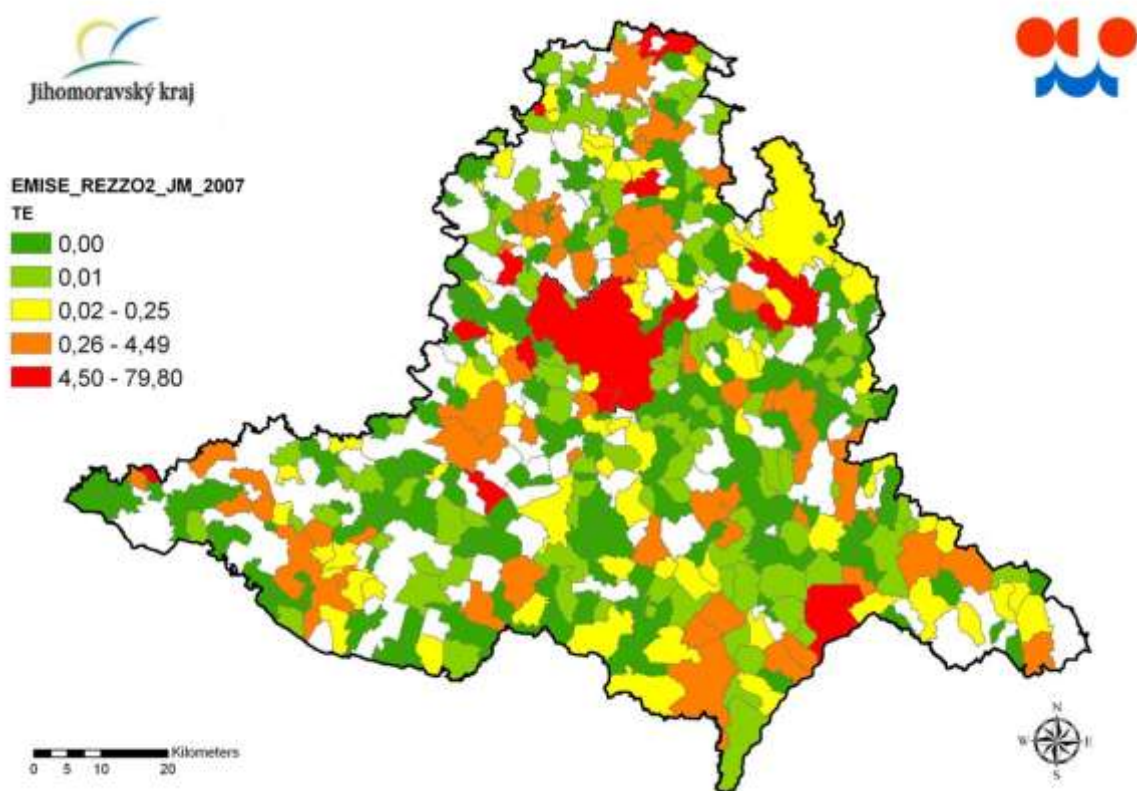 Jihomoravský kraj
EMISE_REZZO2_JM_2007
TE
0,00
0,01
0,02 - 0,25
0,26 - 4,49
4,50 - 79,80
Kilometers
0 5 10 20
N
W E
S